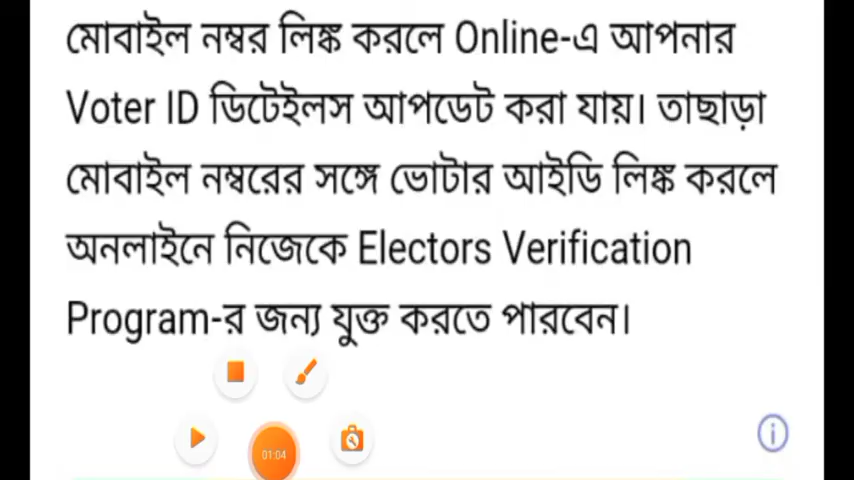 মোবাইল নম্বর লিঙ্ক করলে Online-এ আপনার
Voter ID ডিটেইলস আপডেট করা যায়। তাছাড়া
মোবাইল নম্বরের সঙ্গে ভোটার আইডি লিঙ্ক করলে
অনলাইনে নিজেকে Electors Verification
Program-র জন্য যুক্ত করতে পারবেন।
01:04